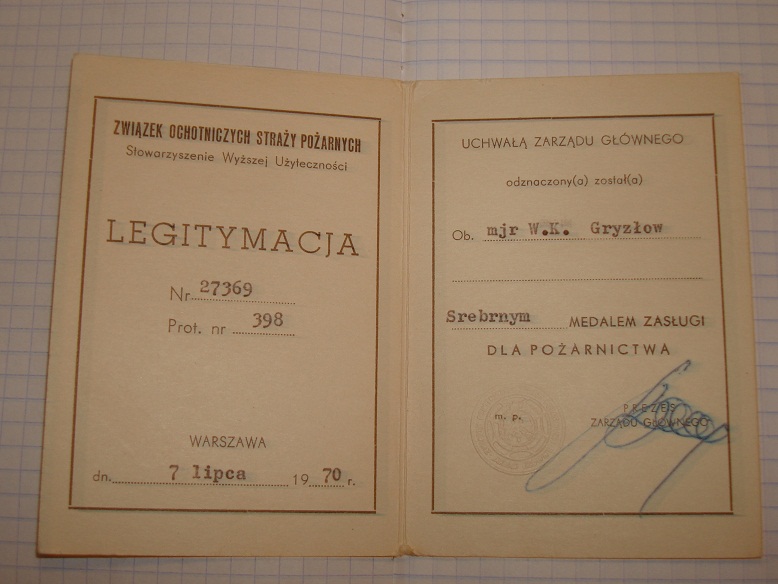 ZWIĄZEK OCHOTNICZYCH STRAŻY POŻARNYCH
Stowarzyszenie Wyższej Użyteczności
LEGITYMACJA
Nr 27369
Prot. nr 398
WARSZAWA
dn. 7 lipca 1970 r.
UCHWAŁĄ ZARZĄDU GŁÓWNEGO
odznaczony(a) został(a)
Ob. mjr W.K. Gryzłow
Srebrnym MEDALEM ZASŁUGI
DLA POŻARNICTWA
m. p.
PREZES
ZARZĄDU GŁÓWNEGO